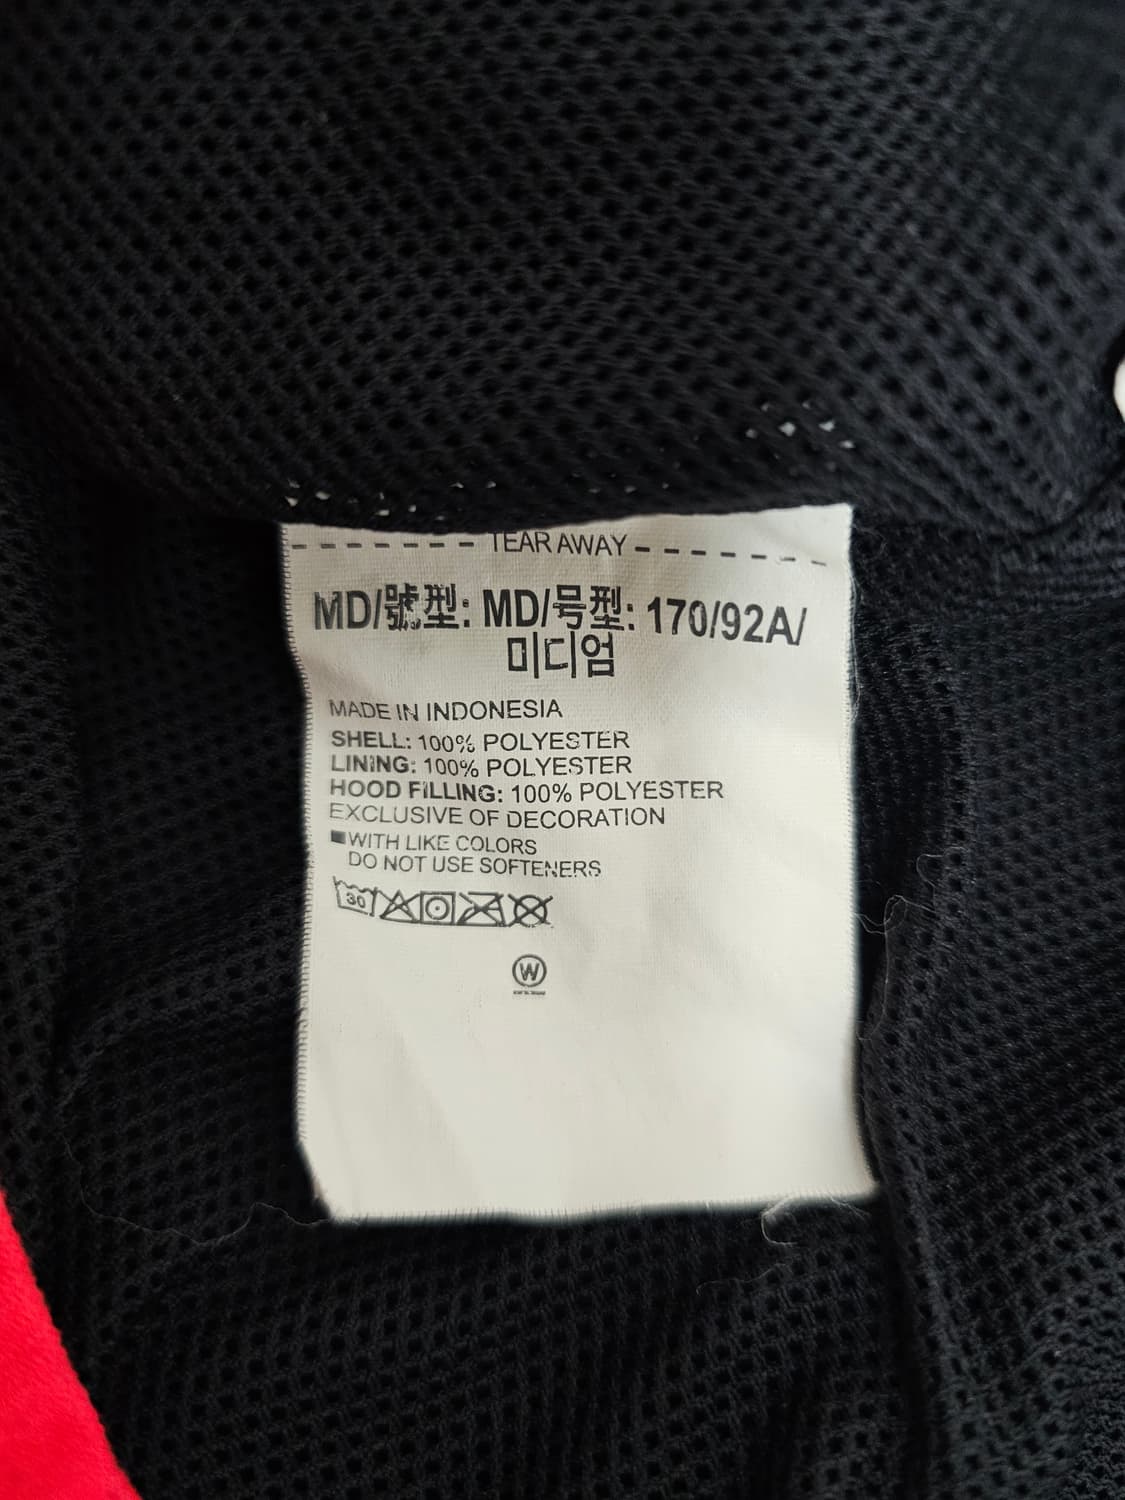 TEAR AWAY
MD/號型: MD/号型: 170/92A/
미디엄
MADE IN INDONESIA
SHELL: 100% POLYESTER
LINING: 100% POLYESTER
HOOD FILLING: 100% POLYESTER
EXCLUSIVE OF DECORATION
WITH LIKE COLORS
DO NOT USE SOFTENERS
30
W